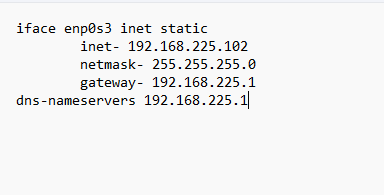 iface enp0s3 inet static
inet- 192.168.225.102
netmask- 255.255.255.0
gateway- 192.168.225.1
dns-nameservers 192.168.225.1